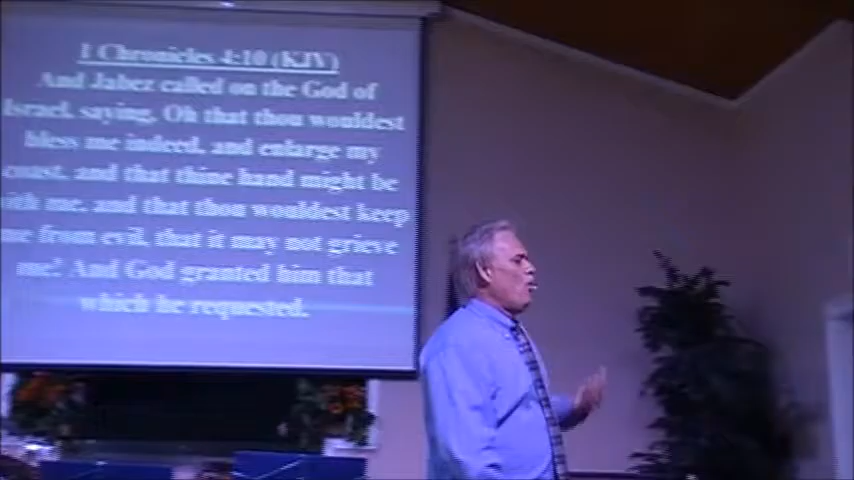 1 Chronicles 4:10 (KJV)
And Jabez called on the God of
Israel, saying, Oh that thou wouldest
bless me indeed, and enlarge my
coast, and that thine hand might be
with me, and that thou wouldest keep
me from evil, that it may not grieve
me! And God granted him that
which he requested.